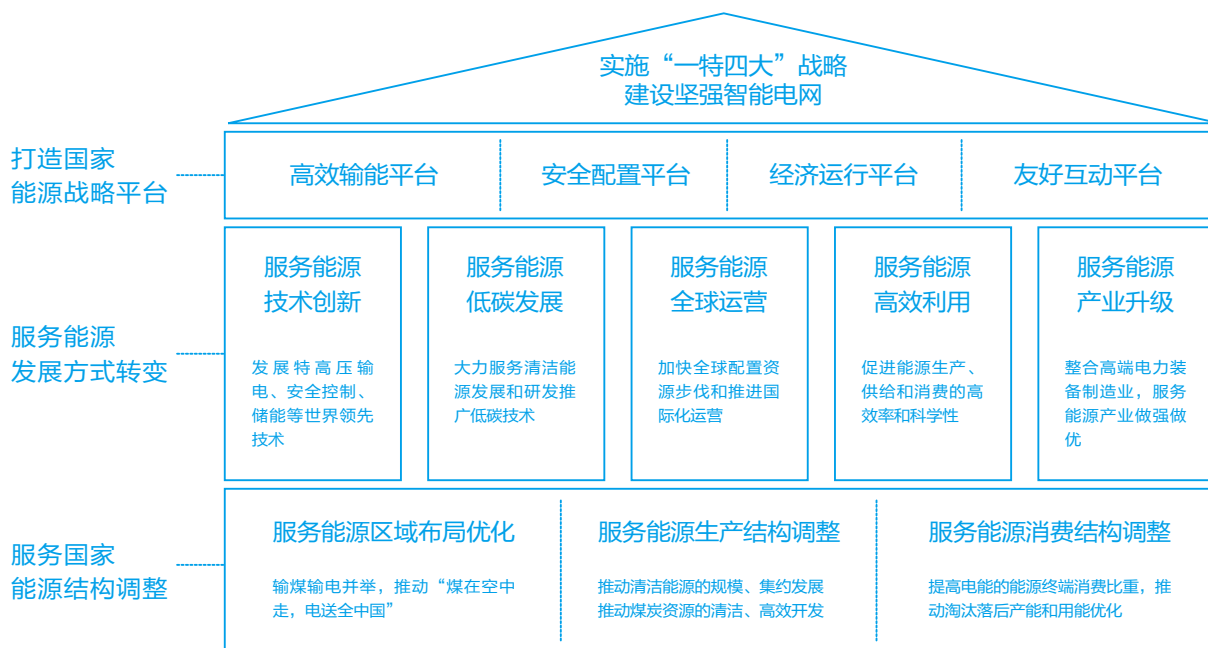 实施“一特四大”战略
建设坚强智能电网
打造国家
能源战略平台
高效输能平台
安全配置平台
经济运行平台
友好互动平台
服务能源
发展方式转变
服务能源
技术创新
发展特高压输
电、安全控制、
储能等世界领先
技术
服务能源
低碳发展
大力服务清洁能
源发展和研发推
广低碳技术
服务能源
全球运营
加快全球配置资
源步伐和推进国
际化运营
服务能源
高效利用
促进能源生产、
供给和消费的高
效率和科学性
服务能源
产业升级
整合高端电力装
备制造业，服务
能源产业做强做
优
服务国家
能源结构调整
服务能源区域布局优化
输煤输电并举，推动“煤在空中
走，电送全中国”
服务能源生产结构调整
推动清洁能源的规模、集约发展
推动煤炭资源的清洁、高效开发
服务能源消费结构调整
提高电能的能源终端消费比重，推
动淘汰落后产能和用能优化